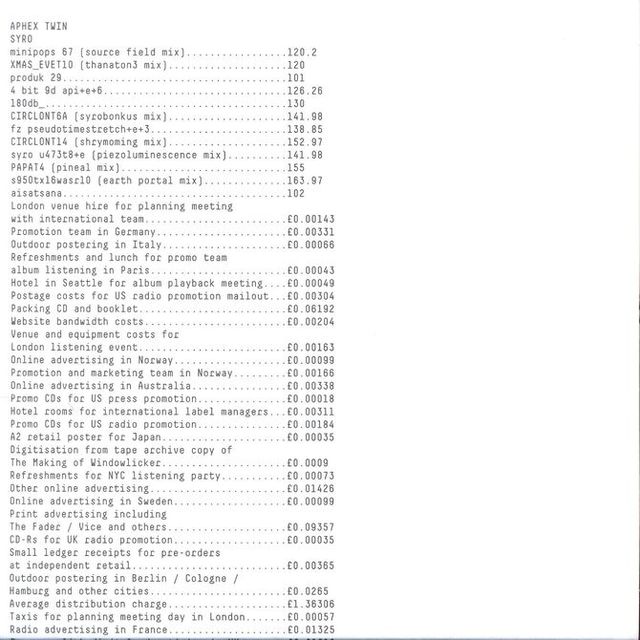 APHEX TWIN
SYRO
minipops 67 [source field mix]................120.2
XMAS_EVET10 [thanaton3 mix)...................120
produk 29.....................................101
4 bit 9d api+e+6..............................126.26
180db_........................................130
CIRCLONT6A [syrobonkus mix)...................141.98
fz pseudotimestretch+e+3......................138.85
CIRCLONT14 [shrymoming mix)...................152.97
syro u473t8+e [piezoluminescence mix).........141.98
PAPAT4 [pineal mix)...........................155
s950tx16wasr10 [earth portal mix).............163.97
aisatsana.....................................102
London venue hire for planning meeting
with international team.......................£0.00143
Promotion team in Germany.....................£0.00331
Outdoor postering in Italy....................£0.00066
Refreshments and lunch for promo team
album listening in Paris......................£0.00043
Hotel in Seattle for album playback meeting....£0.00049
Postage costs for US radio promotion mailout...£0.00304
Packing CD and booklet........................£0.06192
Website bandwidth costs.......................£0.00204
Venue and equipment costs for
London listening event........................£0.00163
Online advertising in Norway..................£0.00099
Promotion and marketing team in Norway........£0.00166
Online advertising in Australia...............£0.00338
Promo CDs for US press promotion..............£0.00018
Hotel rooms for international label managers...£0.00311
Promo CDs for US radio promotion..............£0.00184
A2 retail poster for Japan....................£0.00035
Digitisation from tape archive copy of
The Making of Windowlicker....................£0.0009
Refreshments for NYC listening party..........£0.00073
Other online advertising......................£0.01426
Online advertising in Sweden..................£0.00099
Print advertising including
The Fader / Vice and others...................£0.09357
CD-Rs for UK radio promotion..................£0.00035
Small ledger receipts for pre-orders
at independent retail.........................£0.00365
Outdoor postering in Berlin / Cologne /
Hamburg and other cities......................£0.0265
Average distribution charge...................£1.36306
Taxis for planning meeting day in London.......£0.00057
Radio advertising in France...................£0.01325